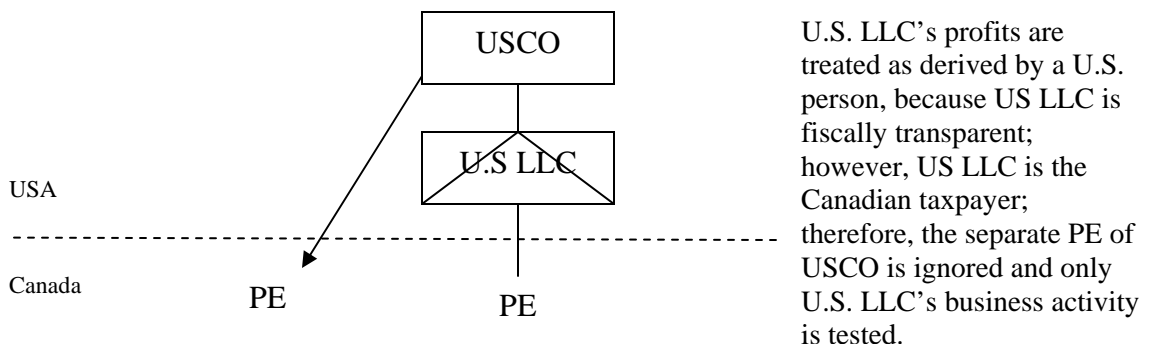 USCO
U.S LLC
USA
Canada
PE
PE
U.S. LLC’s profits are
treated as derived by a U.S.
person, because US LLC is
fiscally transparent;
however, US LLC is the
Canadian taxpayer;
therefore, the separate PE of
USCO is ignored and only
U.S. LLC’s business activity
is tested.